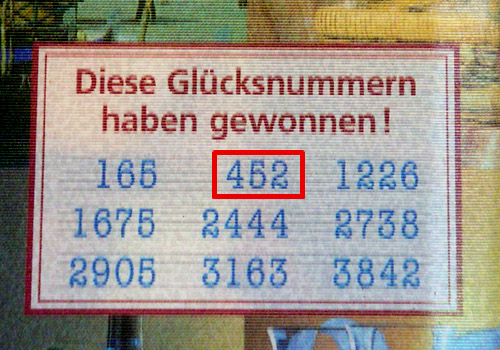 Diese Glücksnummern
haben gewonnen!
165 452 1226
1675 2444 2738
2905 3163 3842